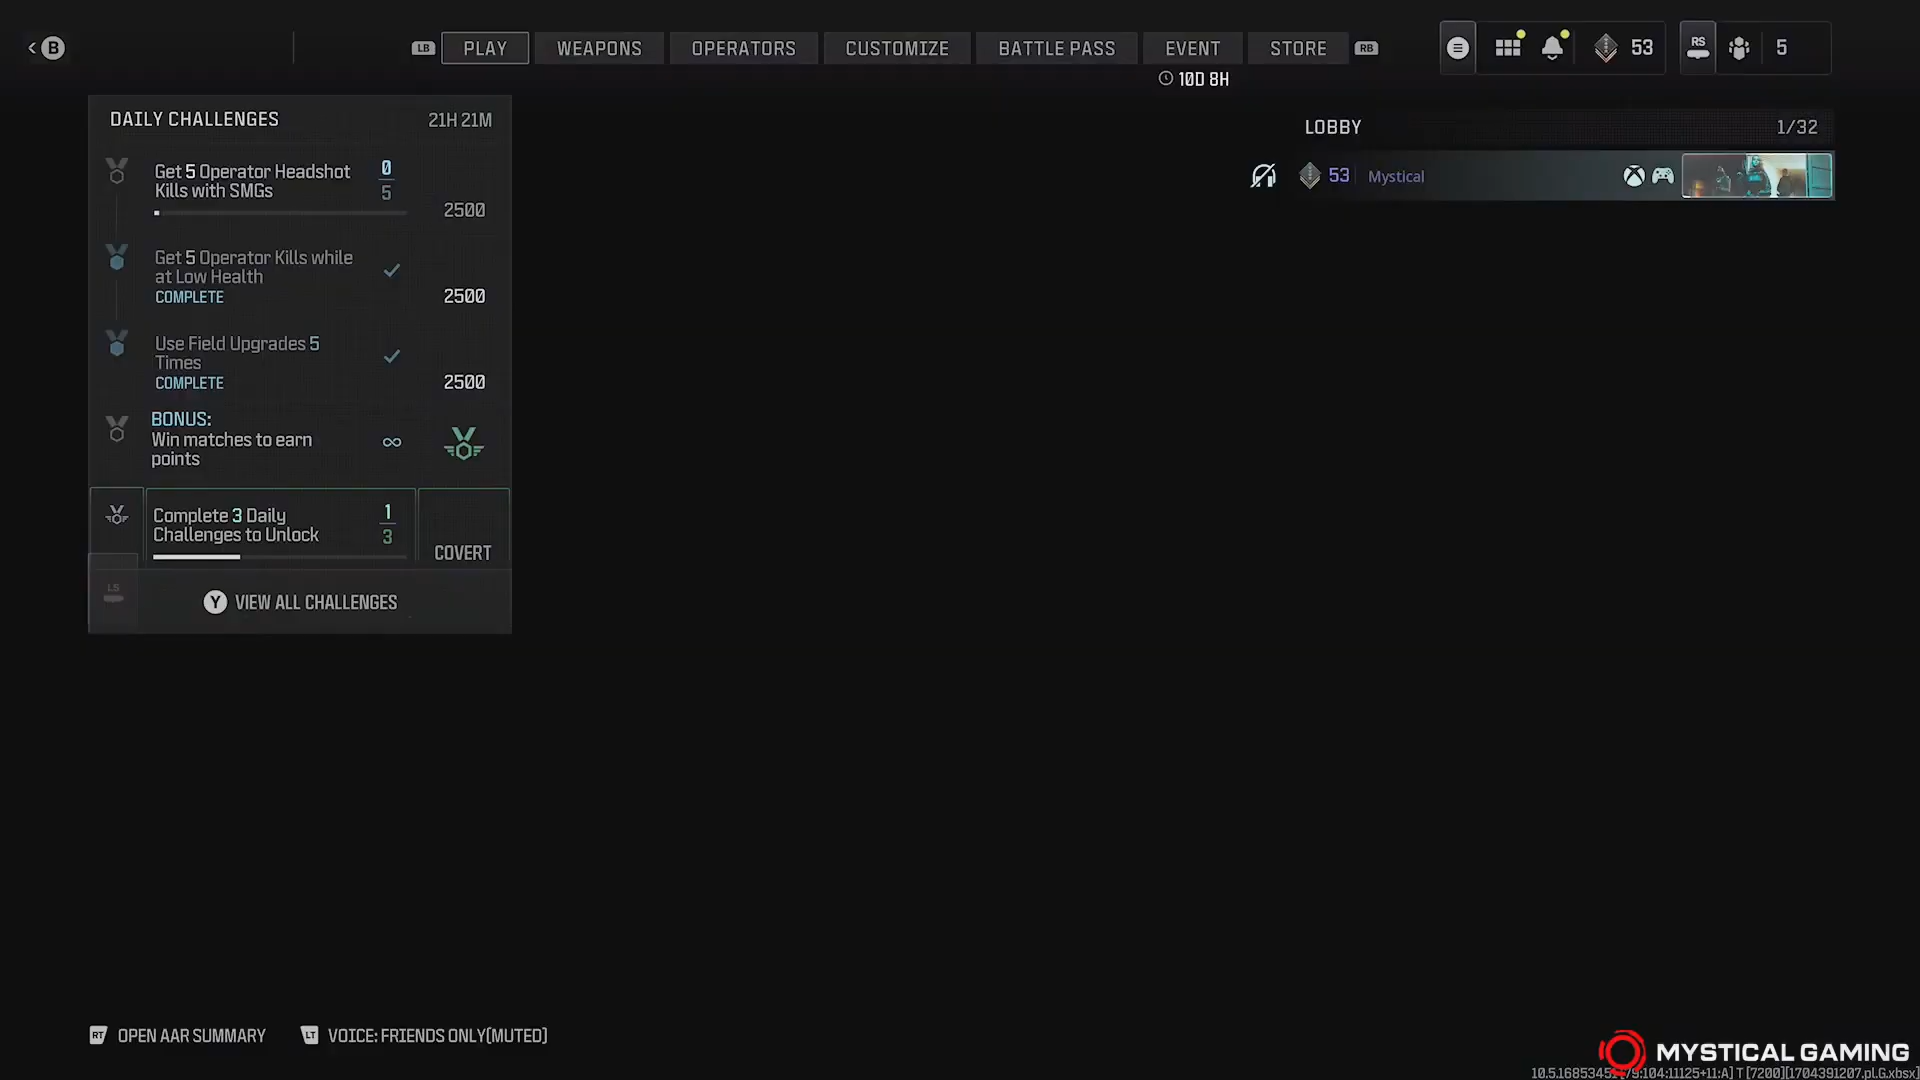 B
LB
PLAY
WEAPONS
OPERATORS
CUSTOMIZE
BATTLE PASS
EVENT
STORE
RB
53
RS
5
10D 8H
DAILY CHALLENGES
21H 21M
Get 5 Operator Headshot
Kills with SMGs
0
5
2500
Get 5 Operator Kills while
at Low Health
COMPLETE
2500
Use Field Upgrades 5
Times
COMPLETE
2500
BONUS:
Win matches to earn
points
∞
Complete 3 Daily
Challenges to Unlock
1
3
COVERT
LS
Y VIEW ALL CHALLENGES
LOBBY
1/32
53 Mystical
RT OPEN AAR SUMMARY
LT VOICE: FRIENDS ONLY(MUTED)
MYSTICAL GAMING